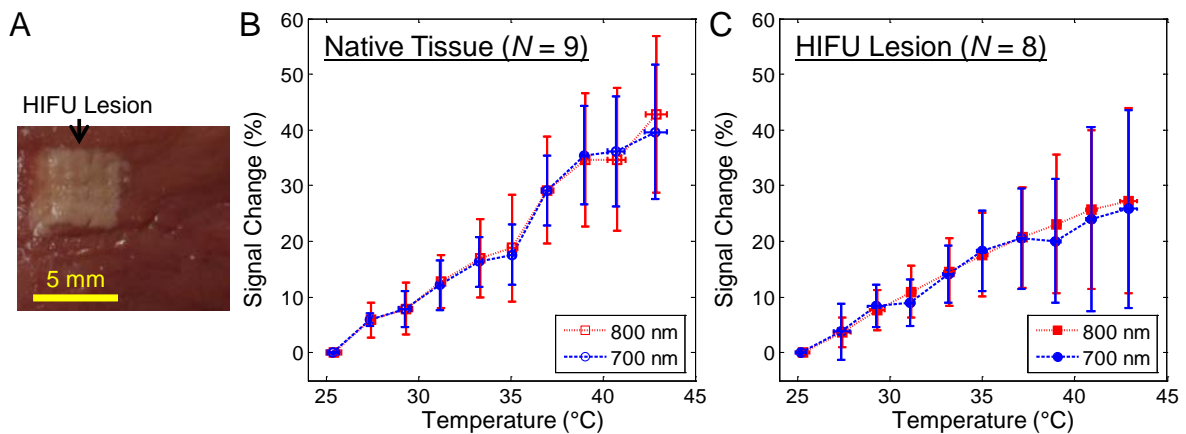 A
HIFU Lesion
5 mm
B
Native Tissue (N = 9)
Signal Change (%)
60
50
40
30
20
10
0
25
30
35
40
45
Temperature (°C)
800 nm
700 nm
C
HIFU Lesion (N = 8)
Signal Change (%)
60
50
40
30
20
10
0
25
30
35
40
45
Temperature (°C)
800 nm
700 nm